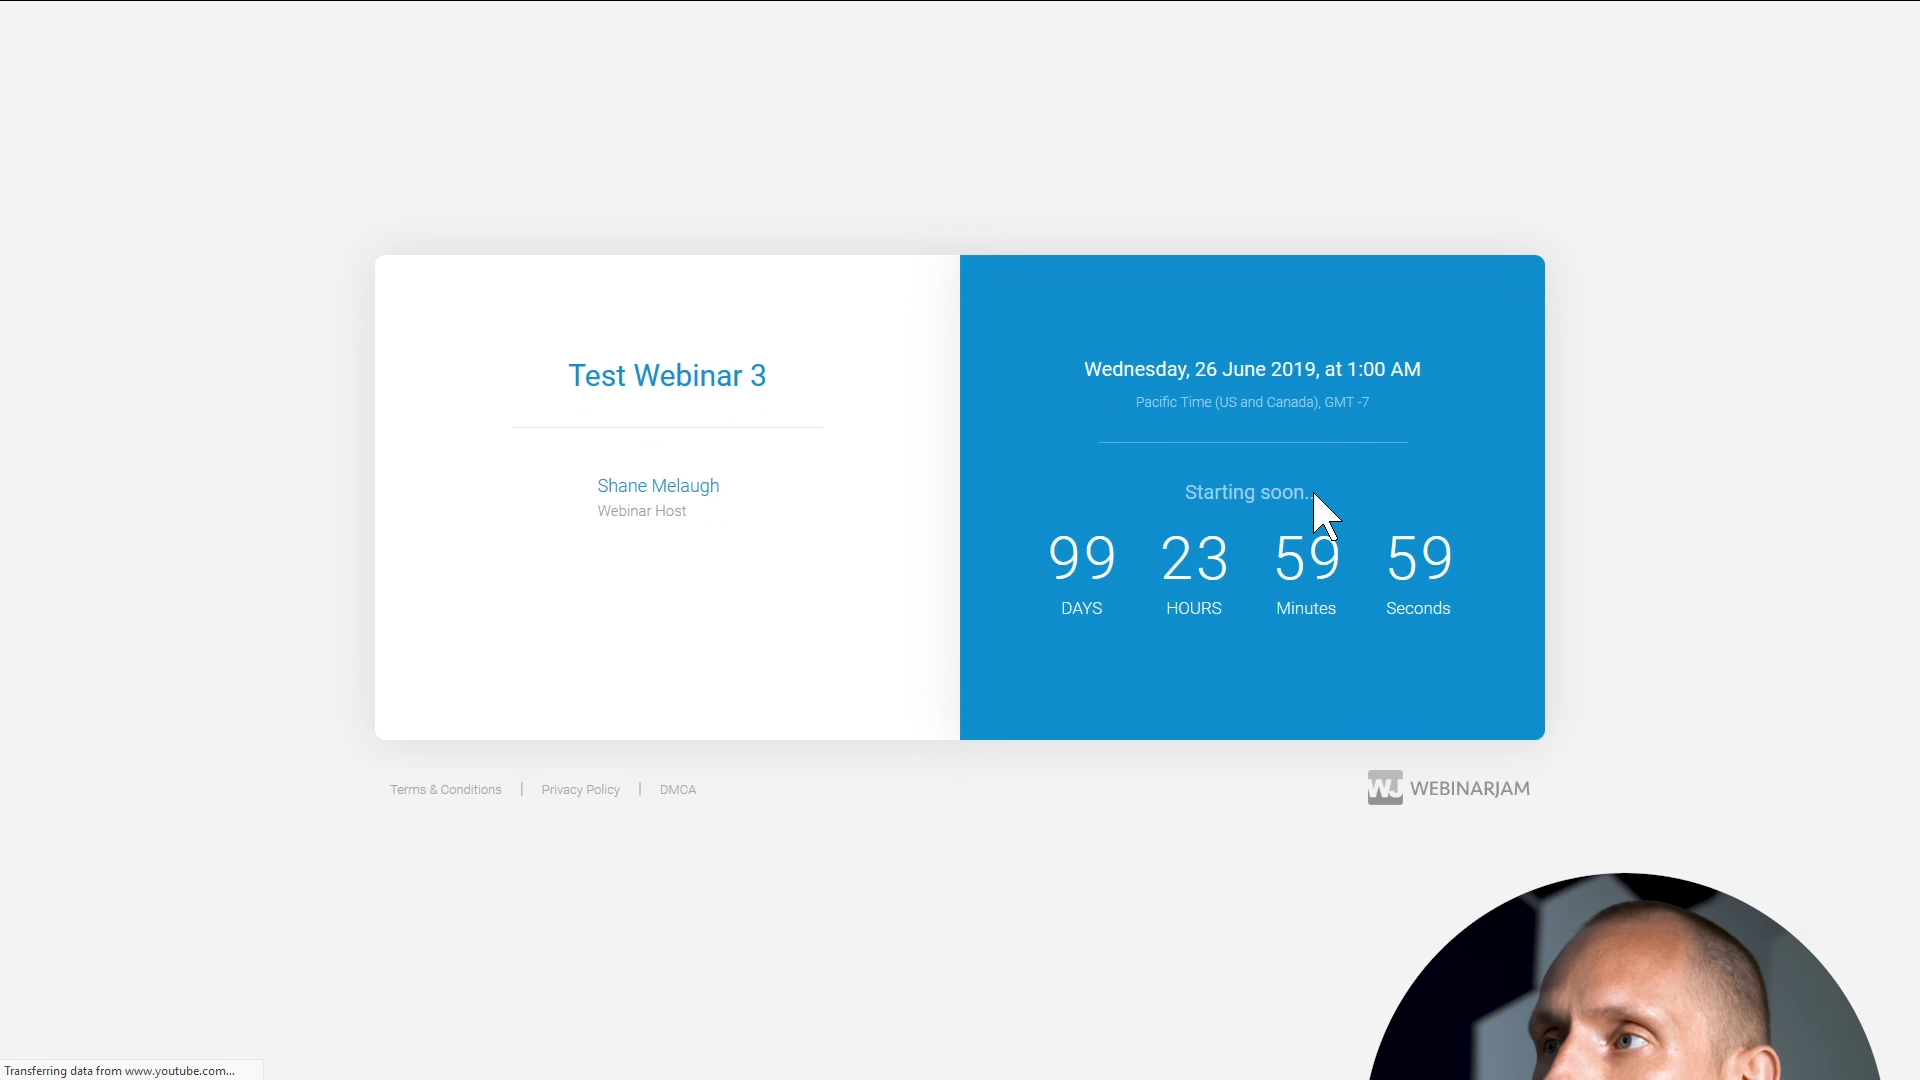 Test Webinar 3
Shane Melaugh
Webinar Host
Wednesday, 26 June 2019, at 1:00 AM
Pacific Time (US and Canada), GMT -7
Starting soon..
99 23 59 59
DAYS HOURS Minutes Seconds
Terms & Conditions | Privacy Policy | DMCA
WJ WEBINARJAM
Transferring data from www.youtube.com...